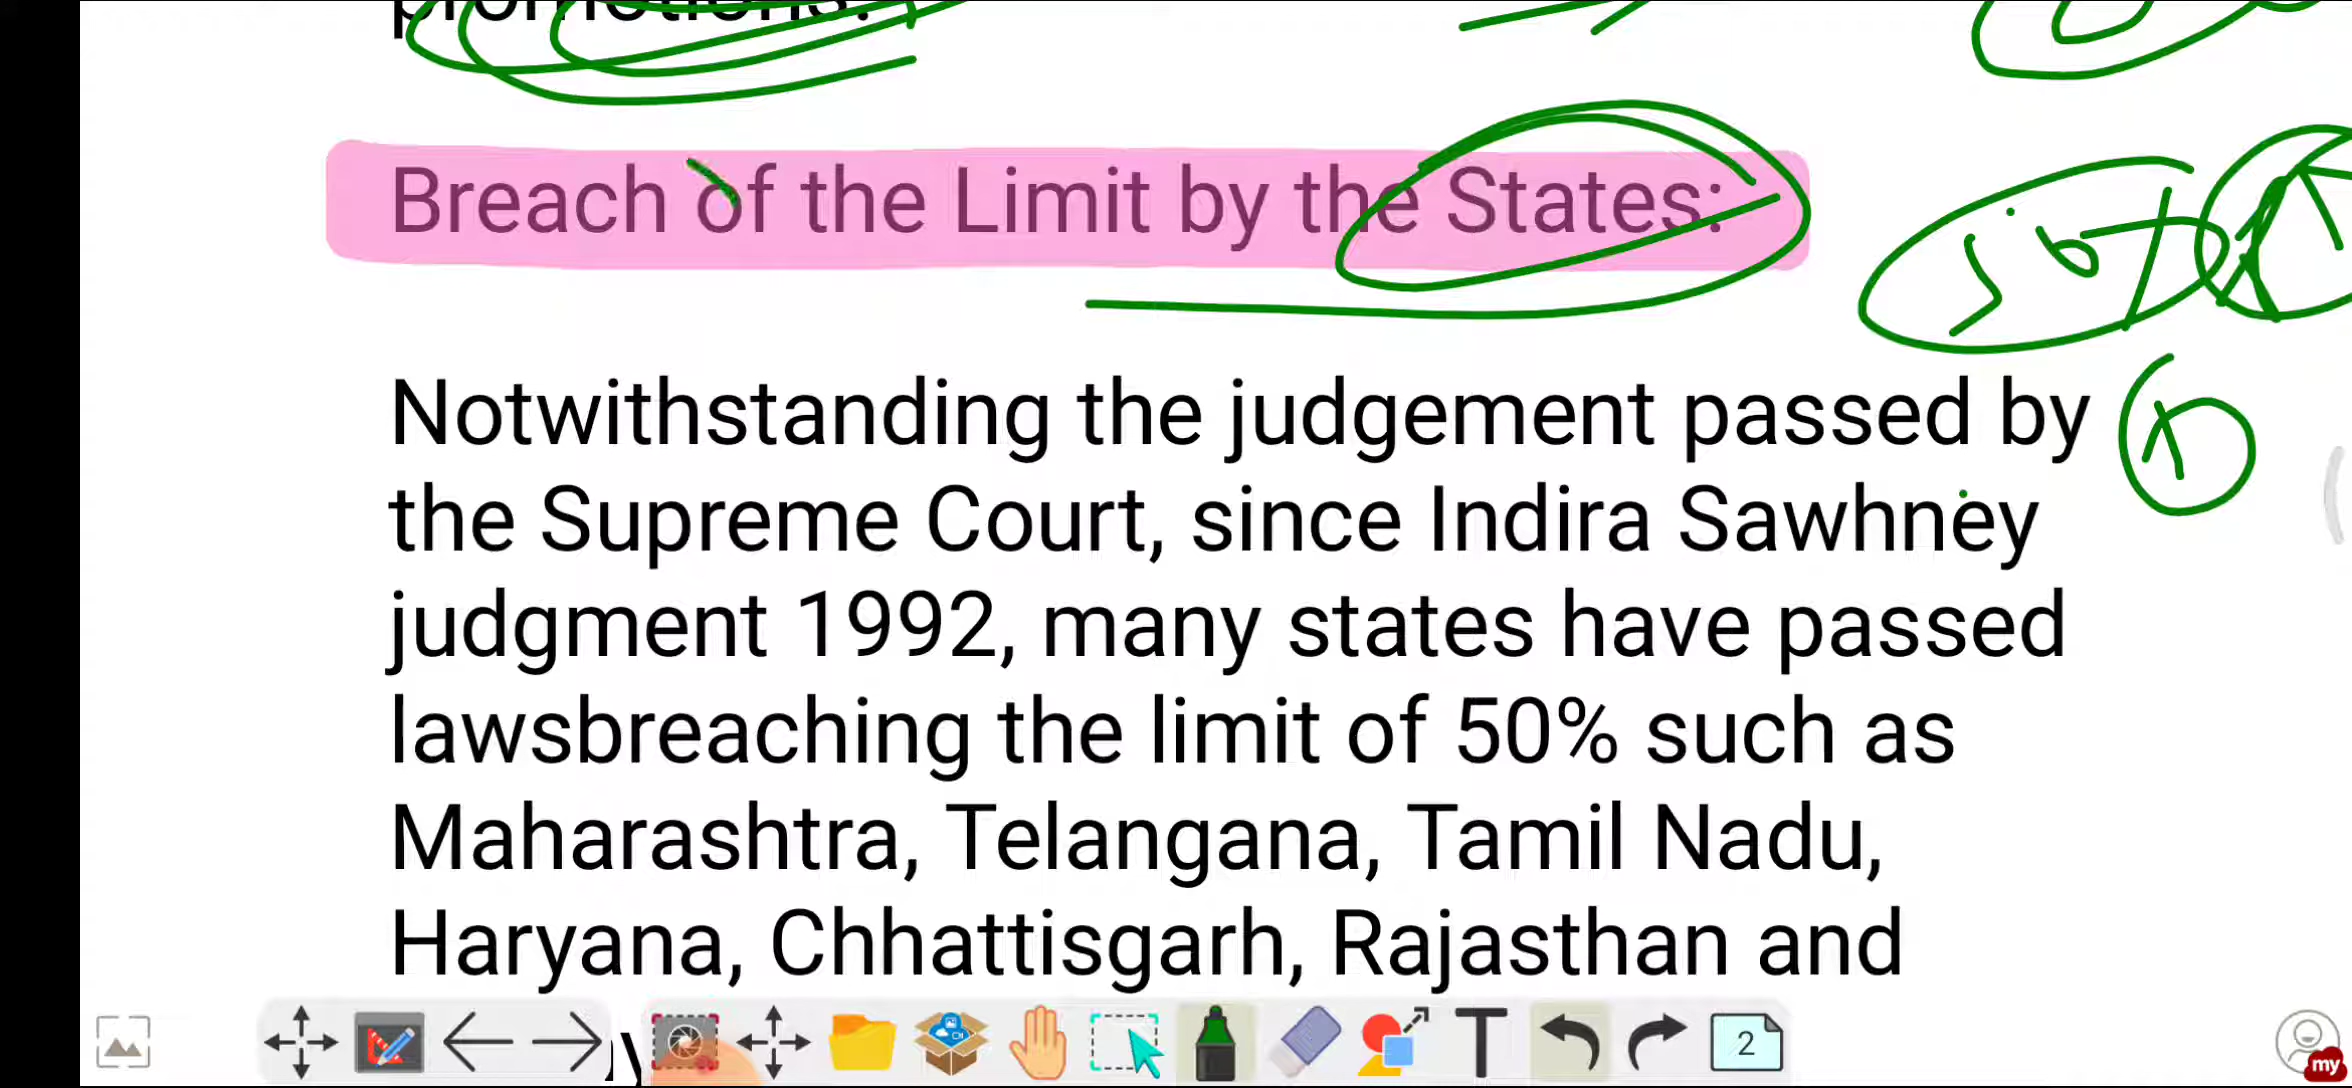 promotions.
Breach of the Limit by the States:
Notwithstanding the judgement passed by
the Supreme Court, since Indira Sawhney
judgment 1992, many states have passed
lawsbreaching the limit of 50% such as
Maharashtra, Telangana, Tamil Nadu,
Haryana, Chhattisgarh, Rajasthan and
2
my